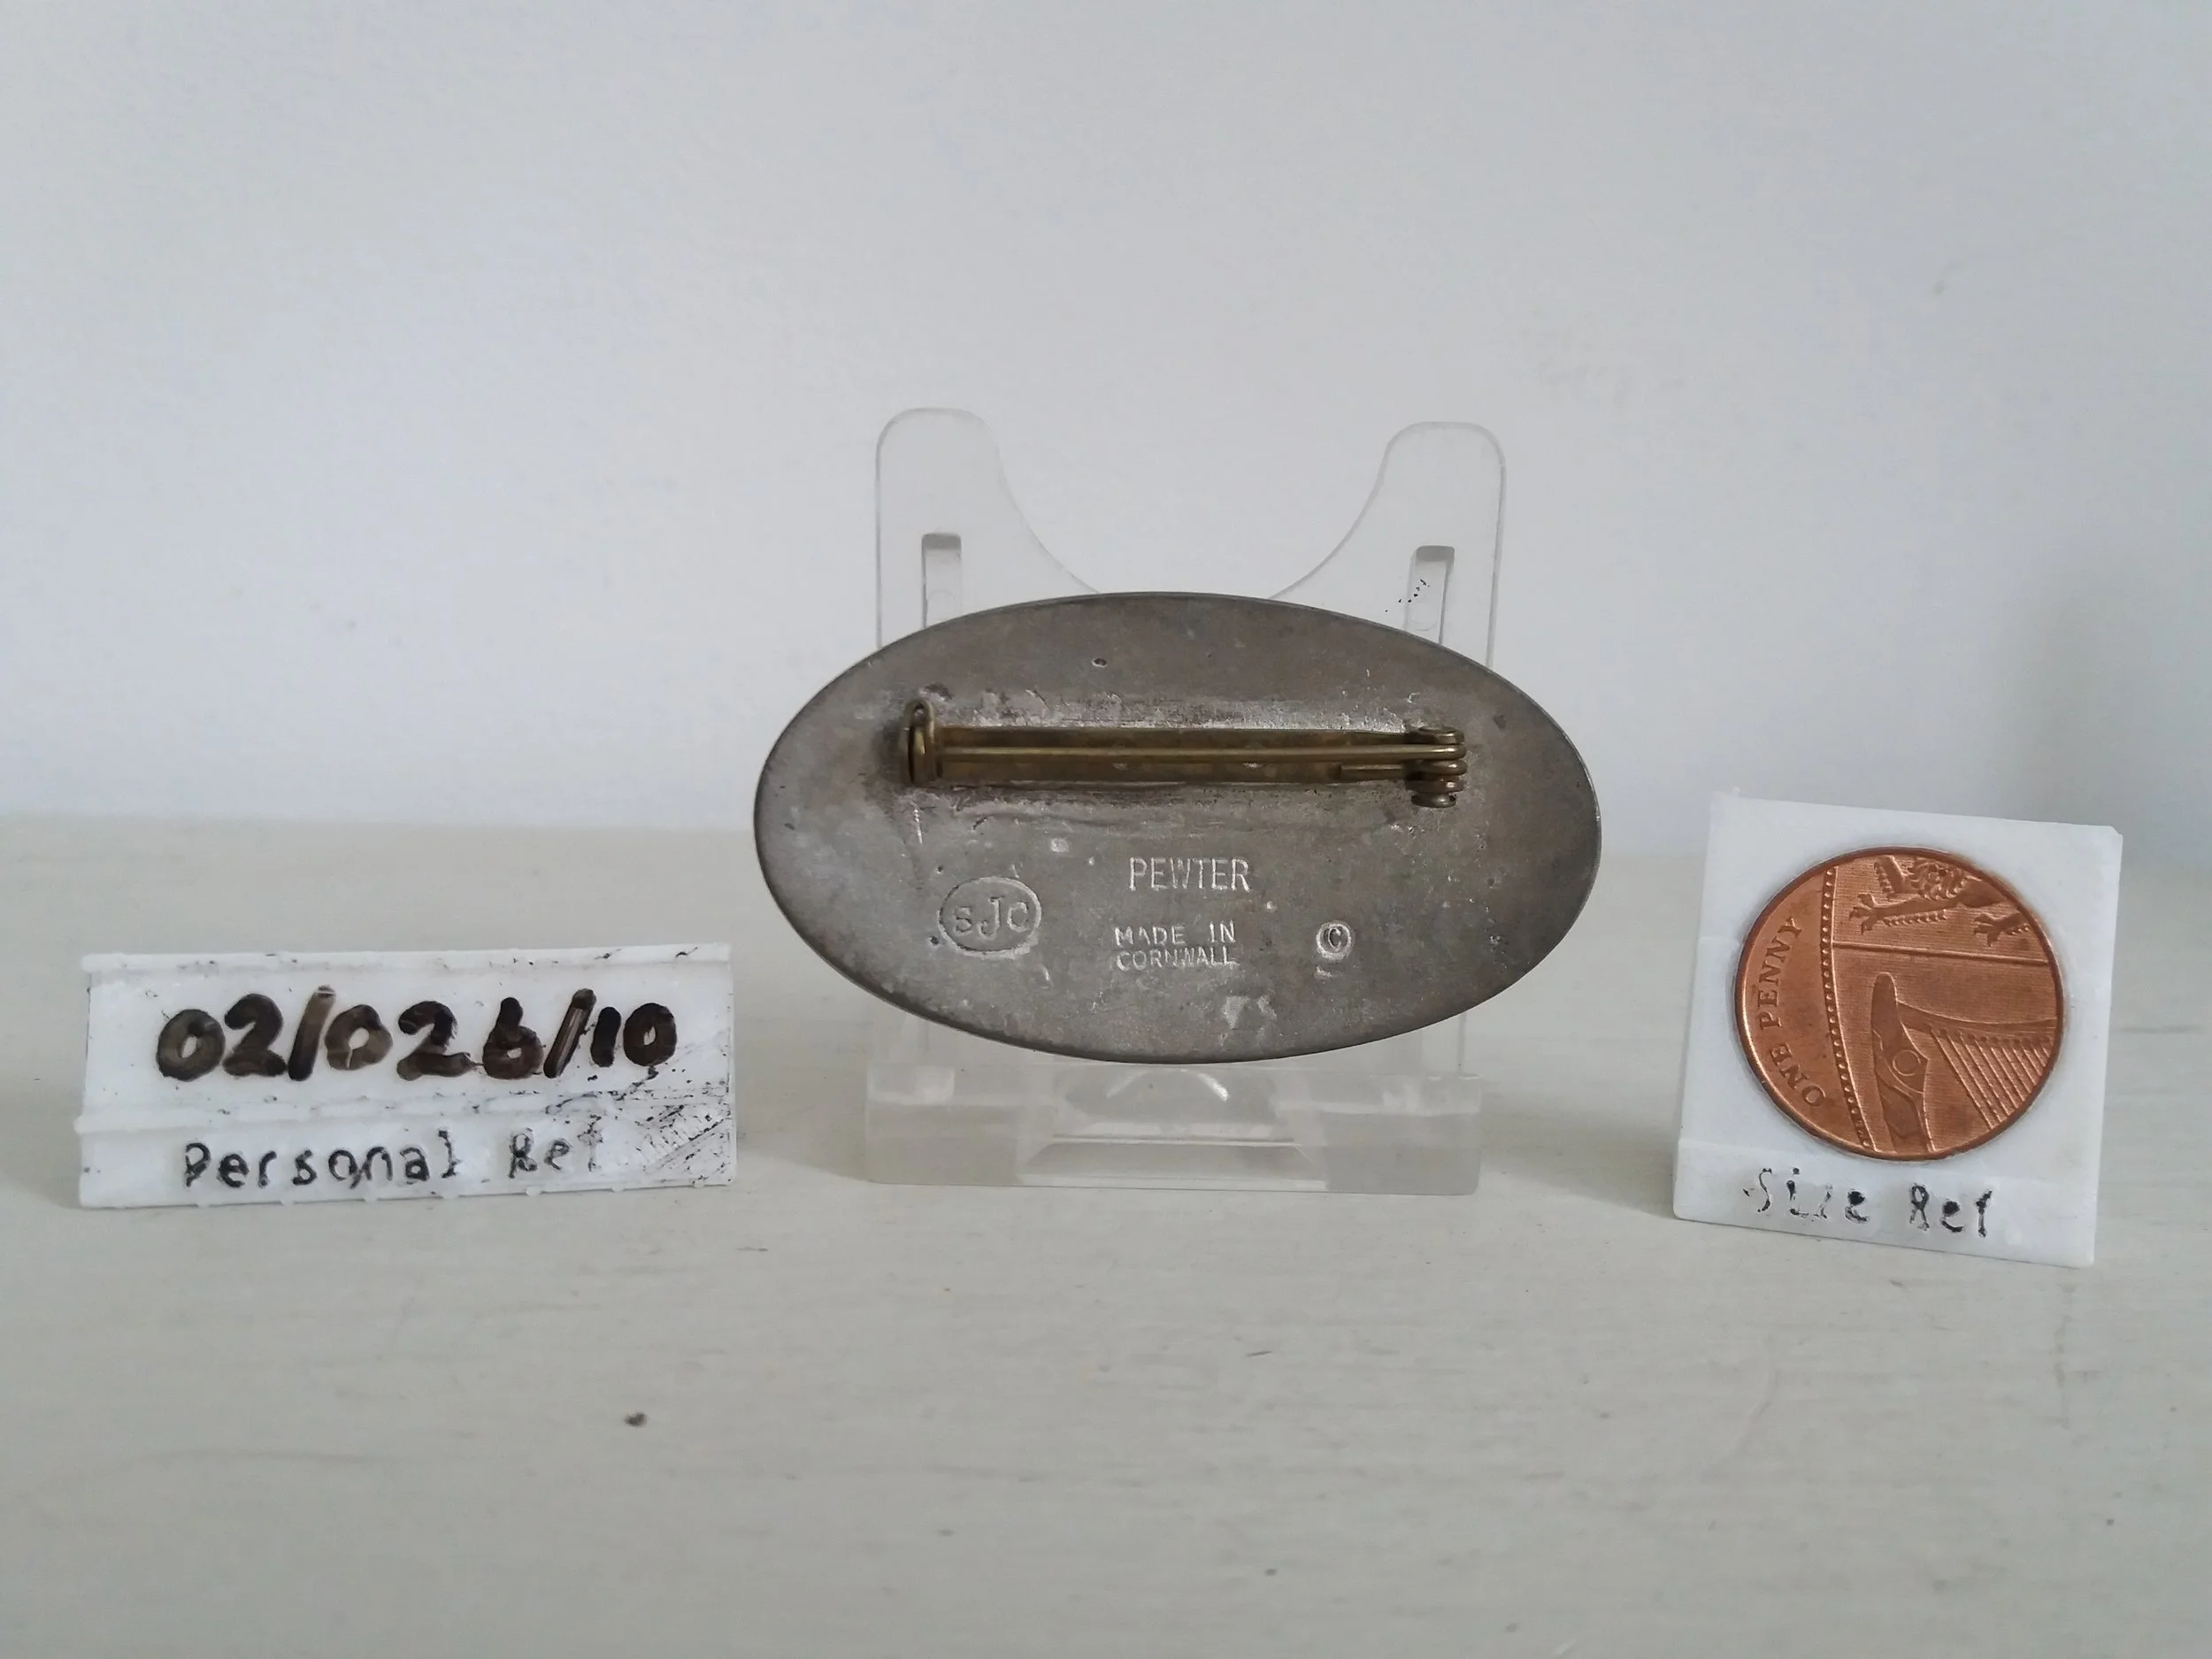 PEWTER
SJC
MADE IN
CORNWALL
©
02/026/10
Personal Ref
ONE PENNY
Size Ref